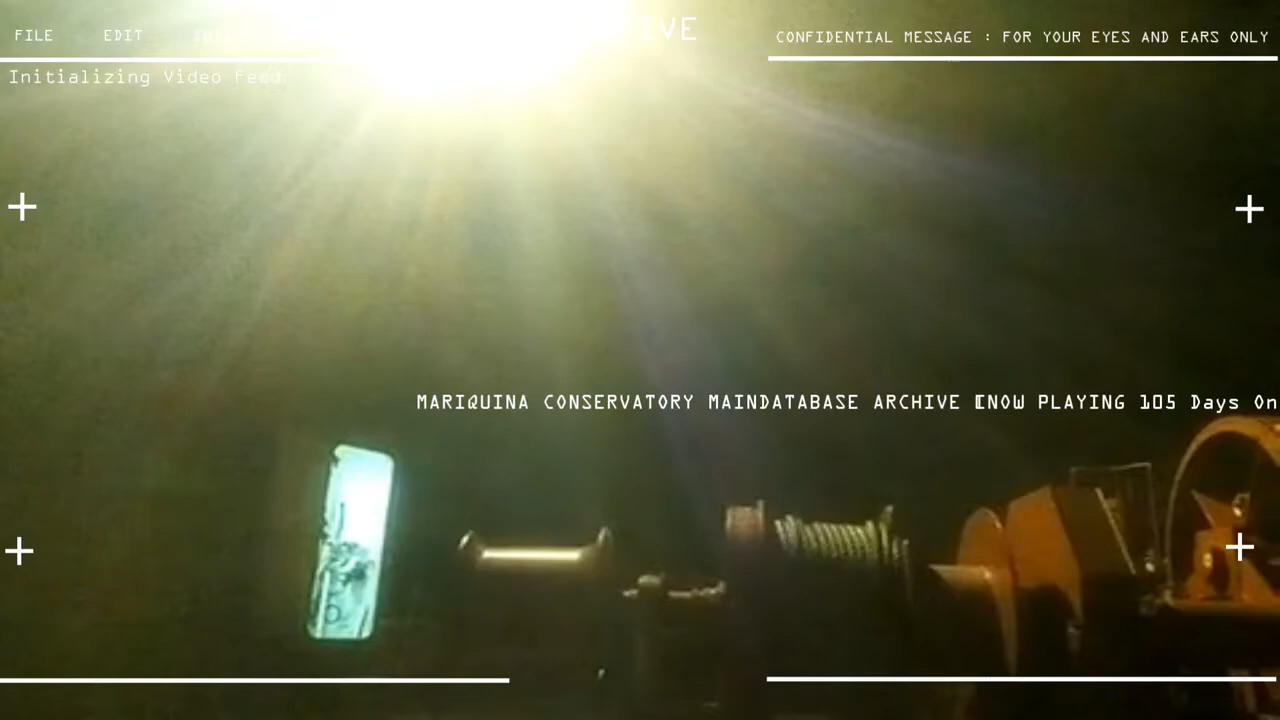 FILE EDIT
IVE
CONFIDENTIAL MESSAGE : FOR YOUR EYES AND EARS ONLY
Initializing Video Feed
MARIQUINA CONSERVATORY MAINDATABASE ARCHIVE [NOW PLAYING 105 Days On